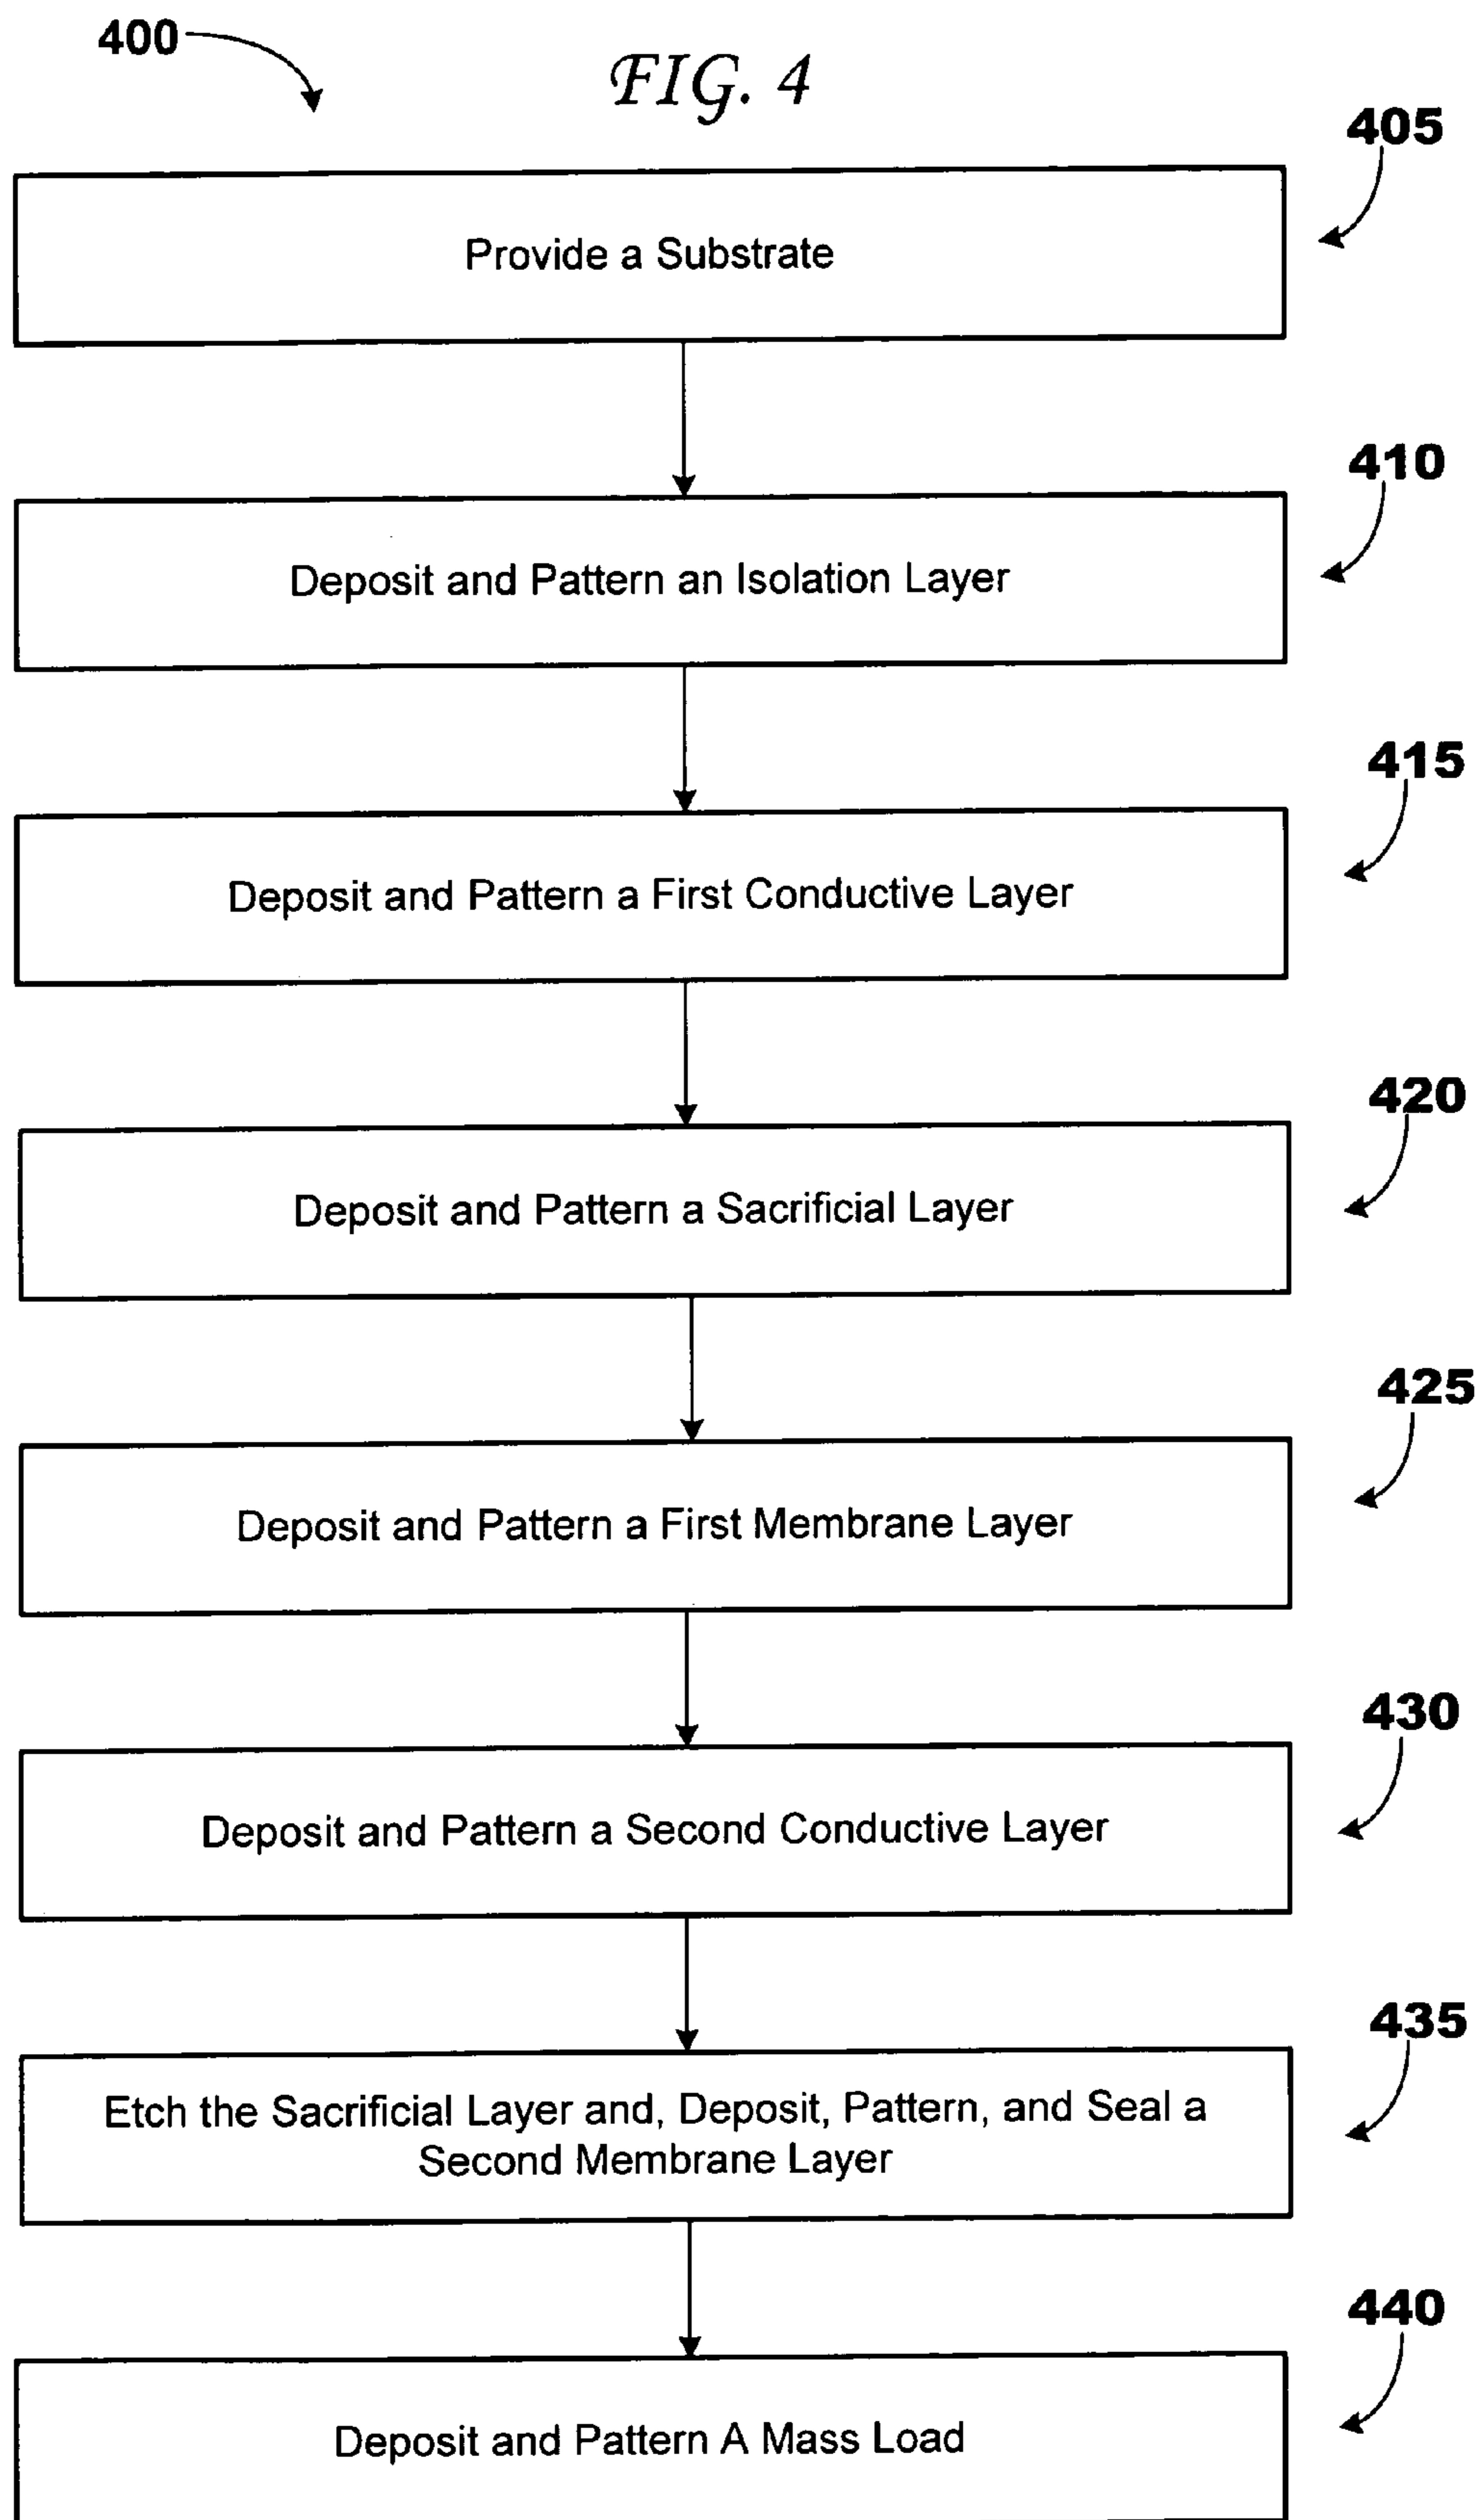 400
FIG. 4
405
Provide a Substrate
410
Deposit and Pattern an Isolation Layer
415
Deposit and Pattern a First Conductive Layer
420
Deposit and Pattern a Sacrificial Layer
425
Deposit and Pattern a First Membrane Layer
430
Deposit and Pattern a Second Conductive Layer
435
Etch the Sacrificial Layer and, Deposit, Pattern, and Seal a
Second Membrane Layer
440
Deposit and Pattern A Mass Load